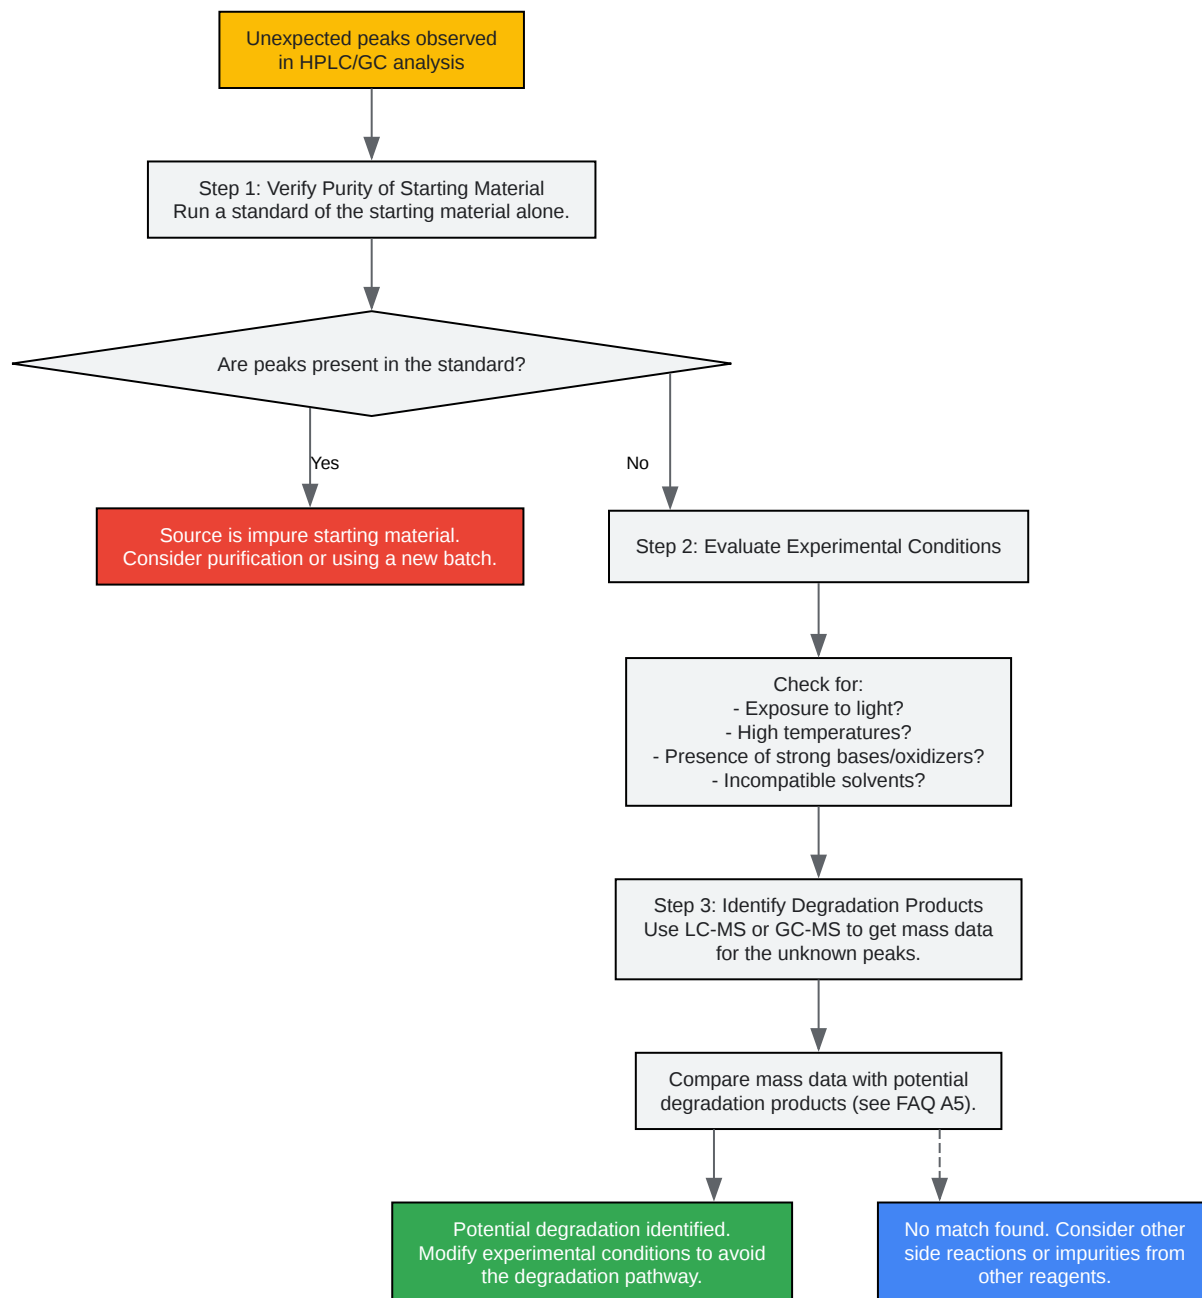 Unexpected peaks observed
in HPLC/GC analysis
Step 1: Verify Purity of Starting Material
Run a standard of the starting material alone.
Are peaks present in the standard?
Yes
No
Source is impure starting material.
Consider purification or using a new batch.
Step 2: Evaluate Experimental Conditions
Check for:
- Exposure to light?
- High temperatures?
- Presence of strong bases/oxidizers?
- Incompatible solvents?
Step 3: Identify Degradation Products
Use LC-MS or GC-MS to get mass data
for the unknown peaks.
Compare mass data with potential
degradation products (see FAQ A5).
Potential degradation identified.
Modify experimental conditions to avoid
the degradation pathway.
No match found. Consider other
side reactions or impurities from
other reagents.